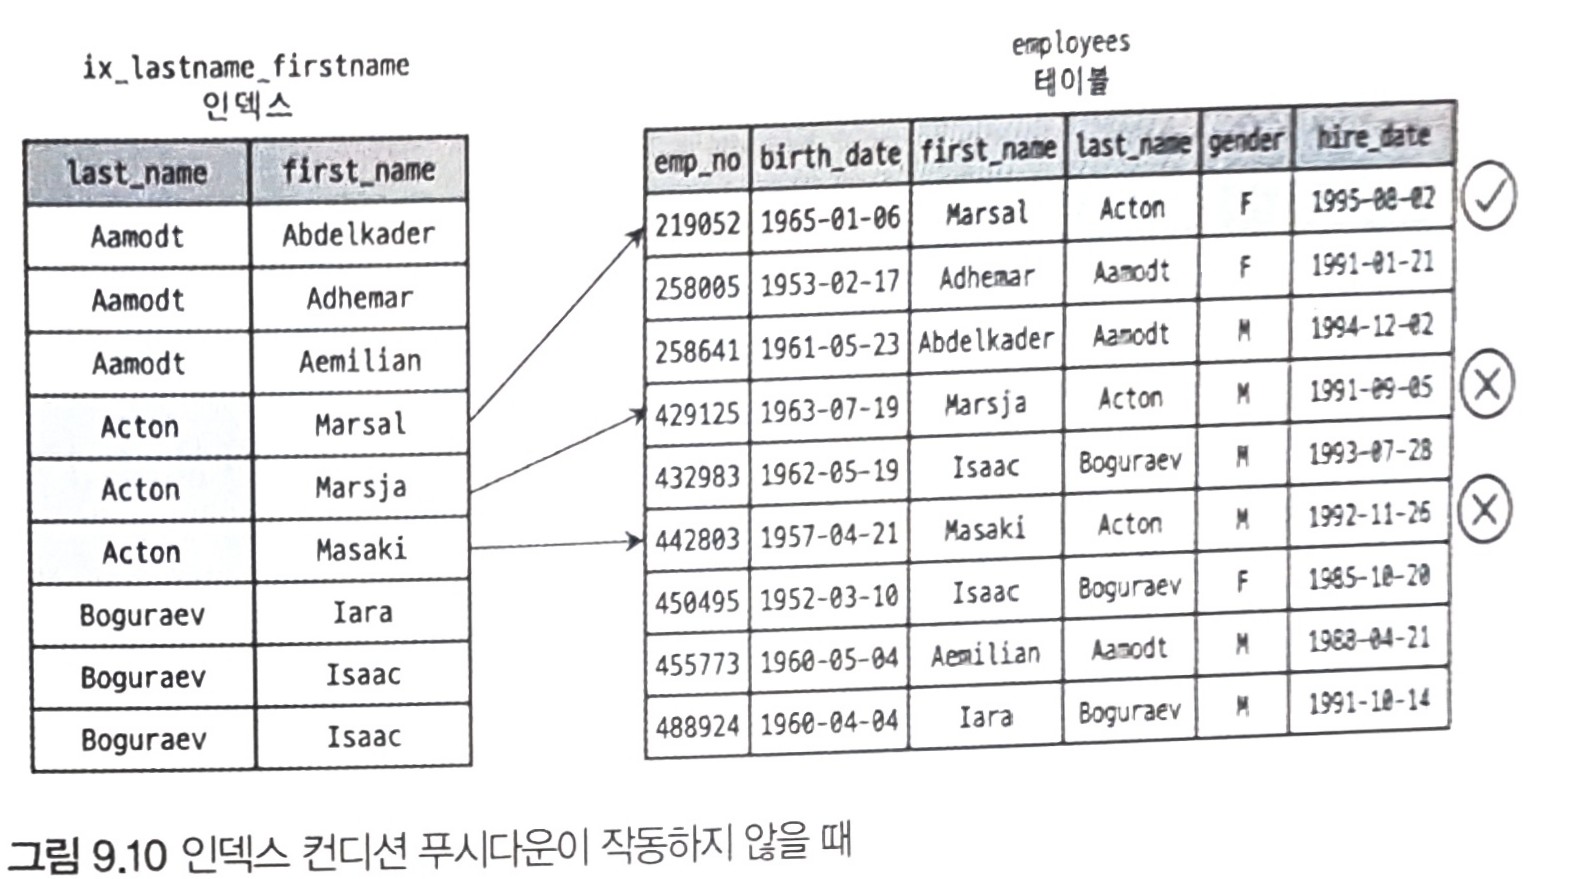 ix_lastname_firstname
인덱스
last_name first_name
Aamodt Abdelkader
Aamodt Adhemar
Aamodt Aemilian
Acton Marsal
Acton Marsja
Acton Masaki
Boguraev Iara
Boguraev Isaac
Boguraev Isaac
employees
테이블
emp_no birth_date first_name last_name gender hire_date
219052 1965-01-06 Marsal Acton F 1995-08-02
258005 1953-02-17 Adhemar Aamodt F 1991-01-21
258641 1961-05-23 Abdelkader Aamodt M 1994-12-02
429125 1963-07-19 Marsja Acton M 1991-09-05
432983 1962-05-19 Isaac Boguraev M 1993-07-28
442803 1957-04-21 Masaki Acton M 1992-11-26
450495 1952-03-10 Isaac Boguraev F 1985-10-20
455773 1960-05-04 Aemilian Aamodt M 1983-04-21
488924 1960-04-04 Iara Boguraev M 1991-10-14
그림 9.10 인덱스 컨디션 푸시다운이 작동하지 않을 때